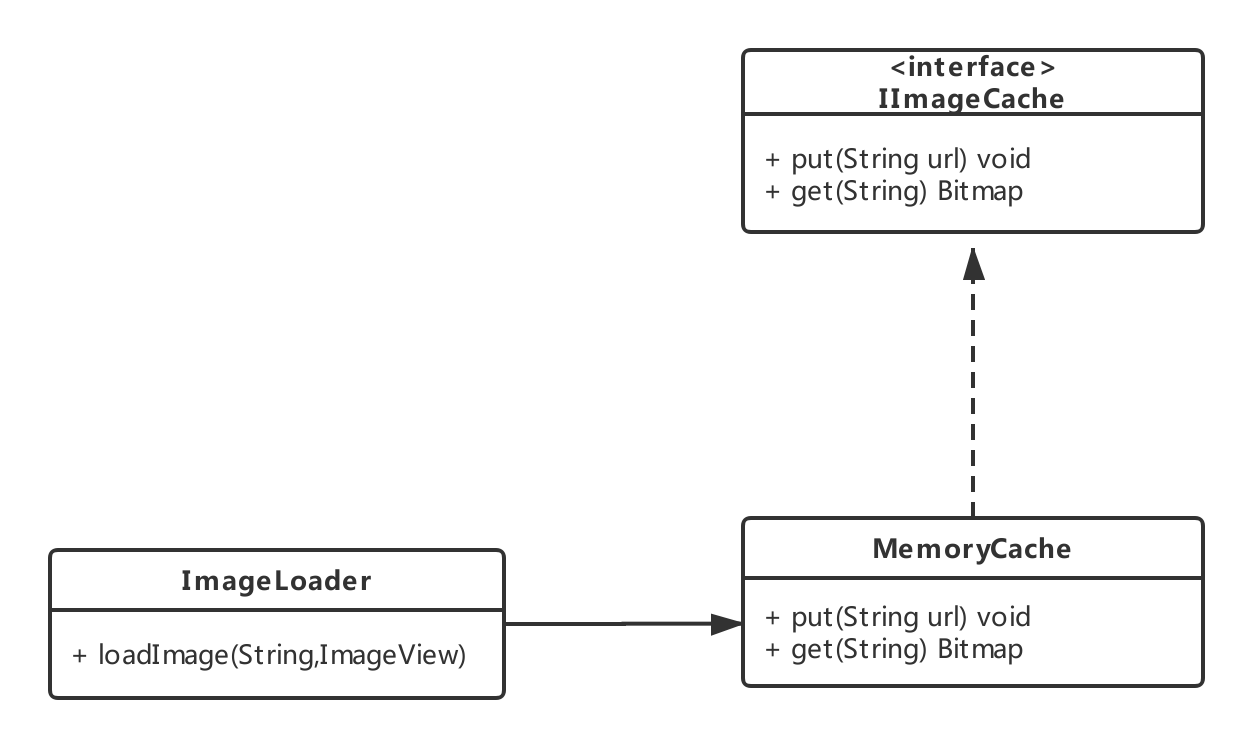 <interface>
IImageCache
+ put(String url) void
+ get(String) Bitmap
MemoryCache
+ put(String url) void
+ get(String) Bitmap
ImageLoader
+ loadImage(String,ImageView)